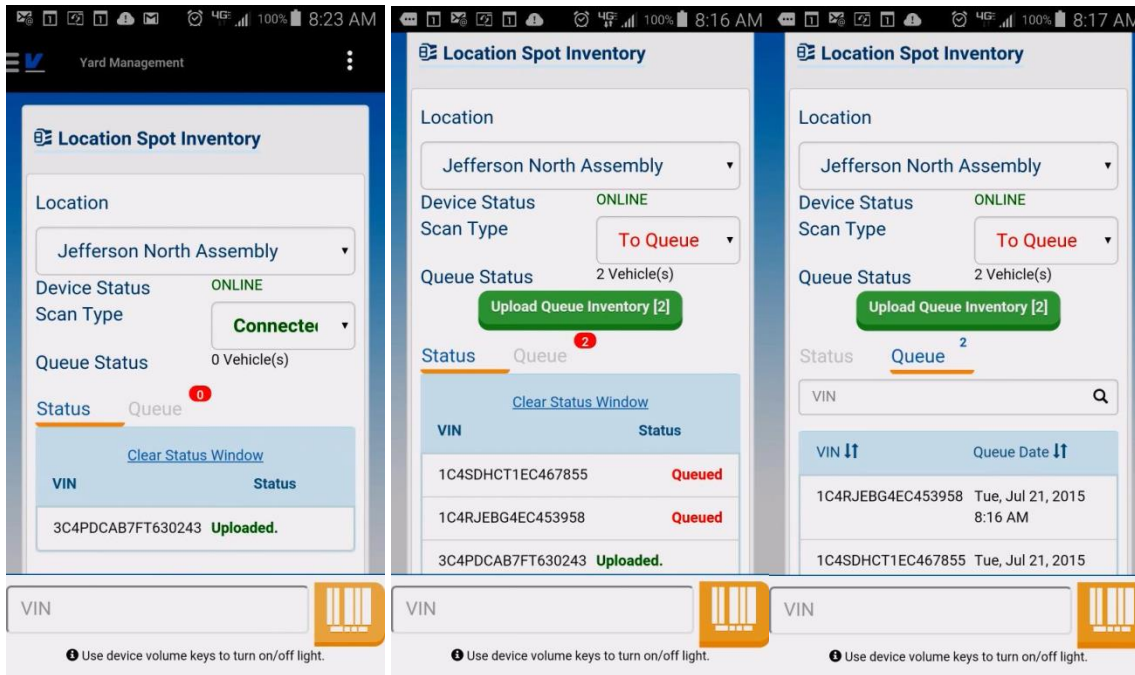 100% 8:23 AM
Yard Management
Location Spot Inventory
Location
Jefferson North Assembly
Device Status ONLINE
Scan Type Connecte
Queue Status 0 Vehicle(s)
0
Status Queue
Clear Status Window
VIN Status
3C4PDCAB7FT630243 Uploaded.
VIN
Use device volume keys to turn on/off light.
4G 100% 8:16 AM
Location Spot Inventory
Location
Jefferson North Assembly
Device Status ONLINE
Scan Type To Queue
Queue Status 2 Vehicle(s)
Upload Queue Inventory [2]
2
Status Queue
Clear Status Window
VIN Status
1C4SDHCT1EC467855 Queued
1C4RJEBG4EC453958 Queued
3C4PDCAB7FT630243 Uploaded.
VIN
Use device volume keys to turn on/off light.
100% 8:17 AM
Location Spot Inventory
Location
Jefferson North Assembly
Device Status ONLINE
Scan Type To Queue
Queue Status 2 Vehicle(s)
Upload Queue Inventory [2]
Status Queue 2
VIN
VIN Queue Date
1C4RJEBG4EC453958 Tue, Jul 21, 2015
8:16 AM
1C4SDHCT1EC467855 Tue, Jul 21, 2015
VIN
Use device volume keys to turn on/off light.